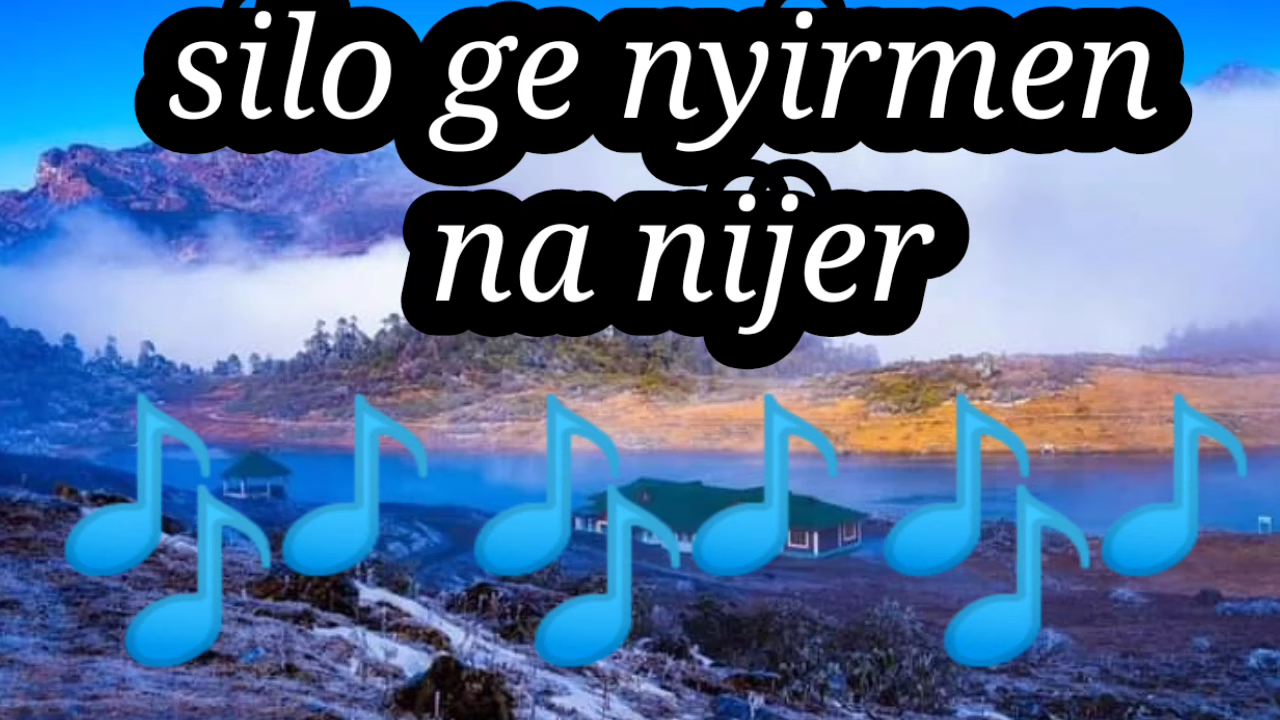 silo ge nyirmen
na nijer
🎶 🎶 🎶